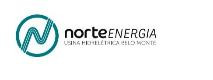 norteENERGIA
USINA HIDRELÉTRICA BELO MONTE